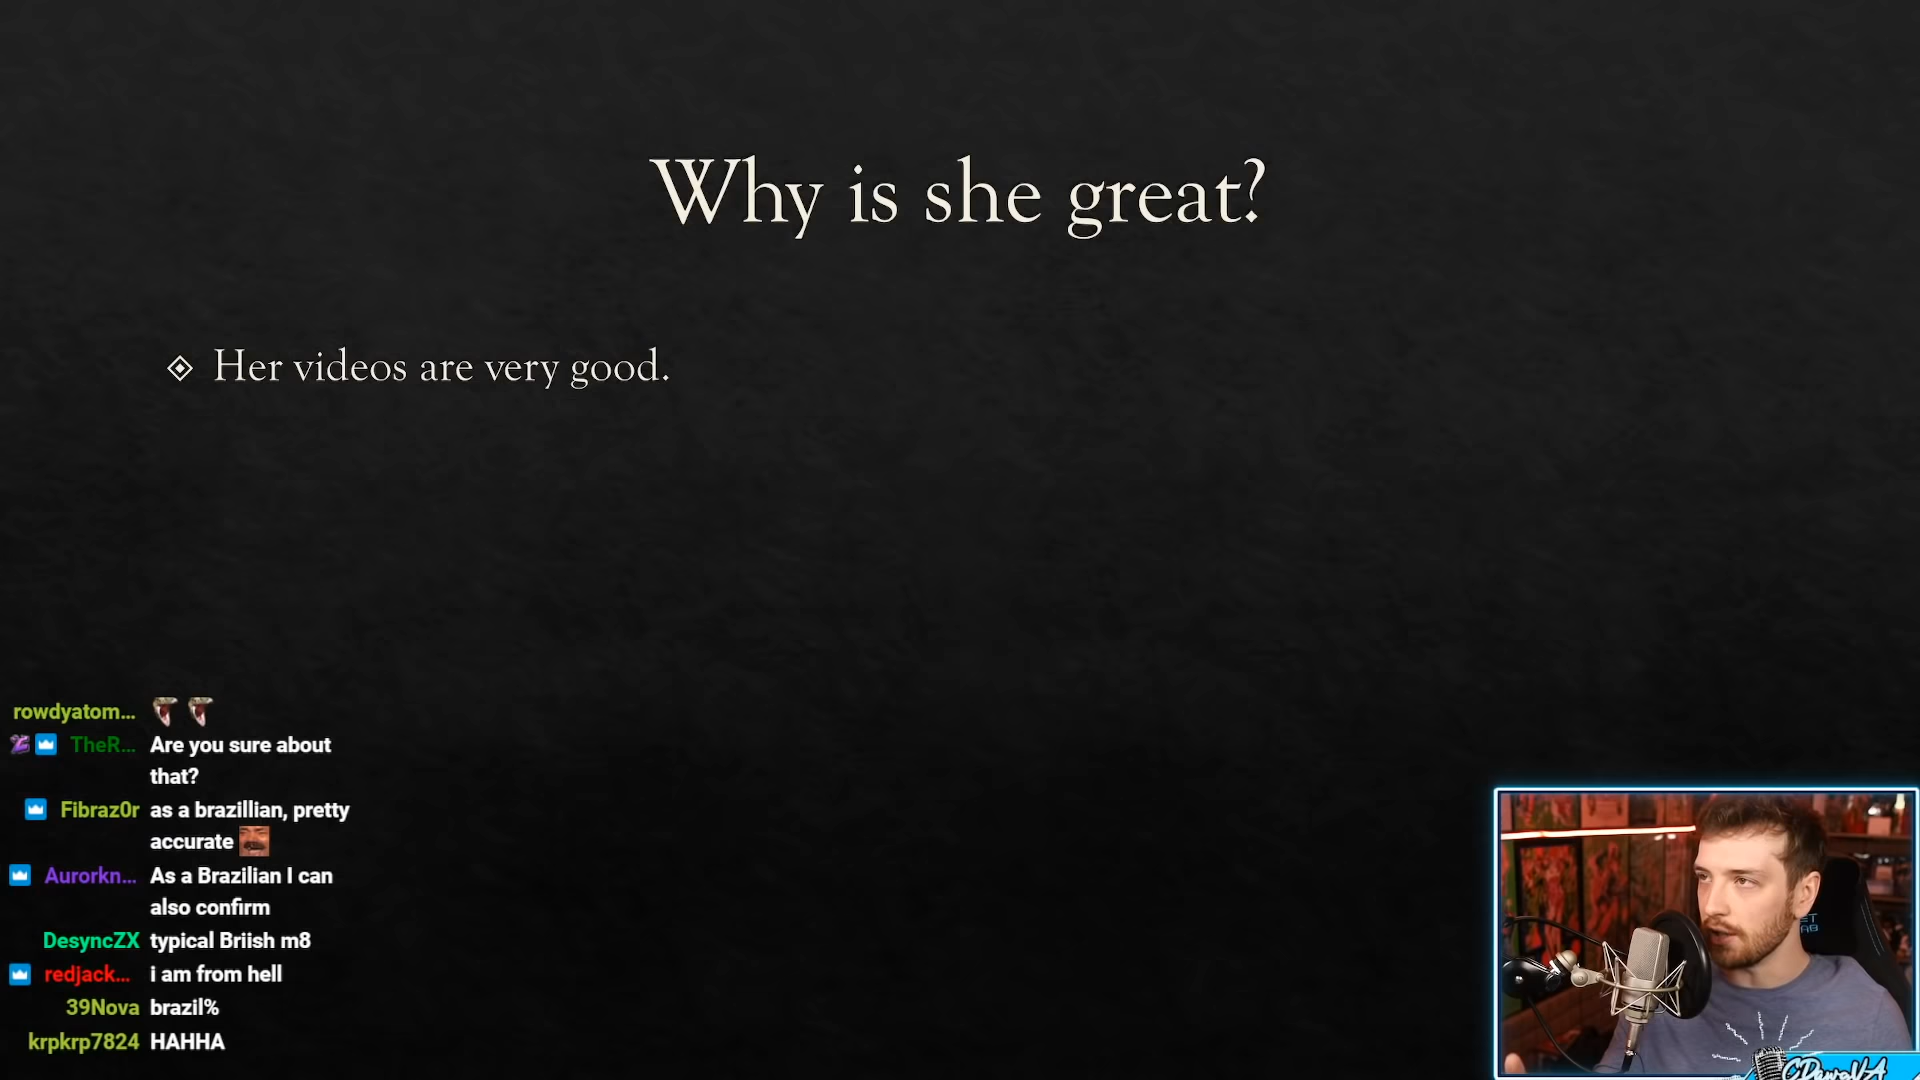 Why is she great?
Her videos are very good.
rowdyatom...
TheR... Are you sure about
that?
Fibraz0r as a brazillian, pretty
accurate
Aurorkn... As a Brazilian I can
also confirm
DesyncZX typical Briish m8
redjack... i am from hell
39Nova brazil%
krpkrp7824 HAHHA
CDawgVA